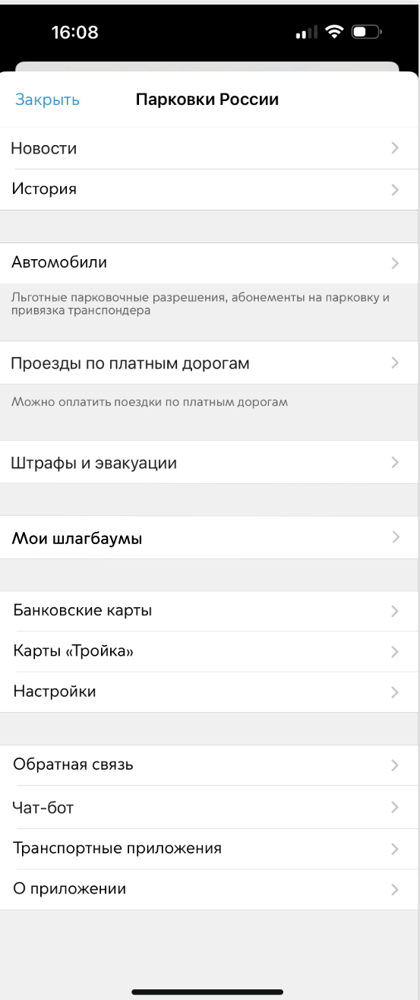 16:08
Закрыть
Парковки России
Новости
История
Автомобили
Льготные парковочные разрешения, абонементы на парковку и
привязка транспондера
Проезды по платным дорогам
Можно оплатить поездки по платным дорогам
Штрафы и эвакуации
Мои шлагбаумы
Банковские карты
Карты «Тройка»
Настройки
Обратная связь
Чат-бот
Транспортные приложения
О приложении